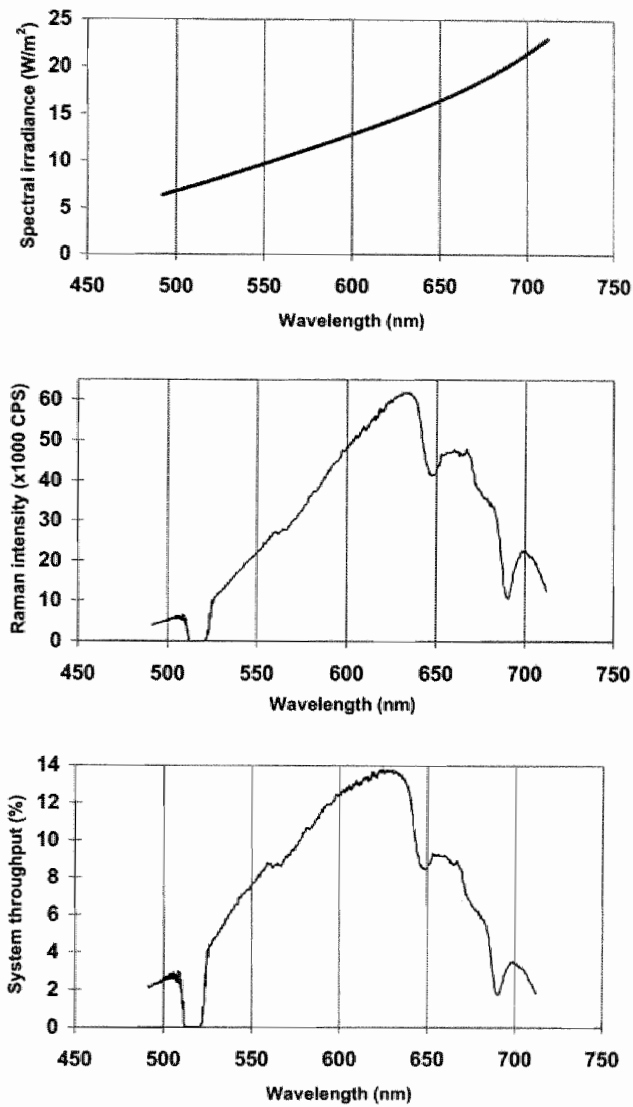 Spectral irradiance (W/m²)
25
20
15
10
5
0
450 500 550 600 650 700 750
Wavelength (nm)
Raman intensity (x1000 CPS)
60
50
40
30
20
10
0
450 500 550 600 650 700 750
Wavelength (nm)
System throughput (%)
14
12
10
8
6
4
2
0
450 500 550 600 650 700 750
Wavelength (nm)